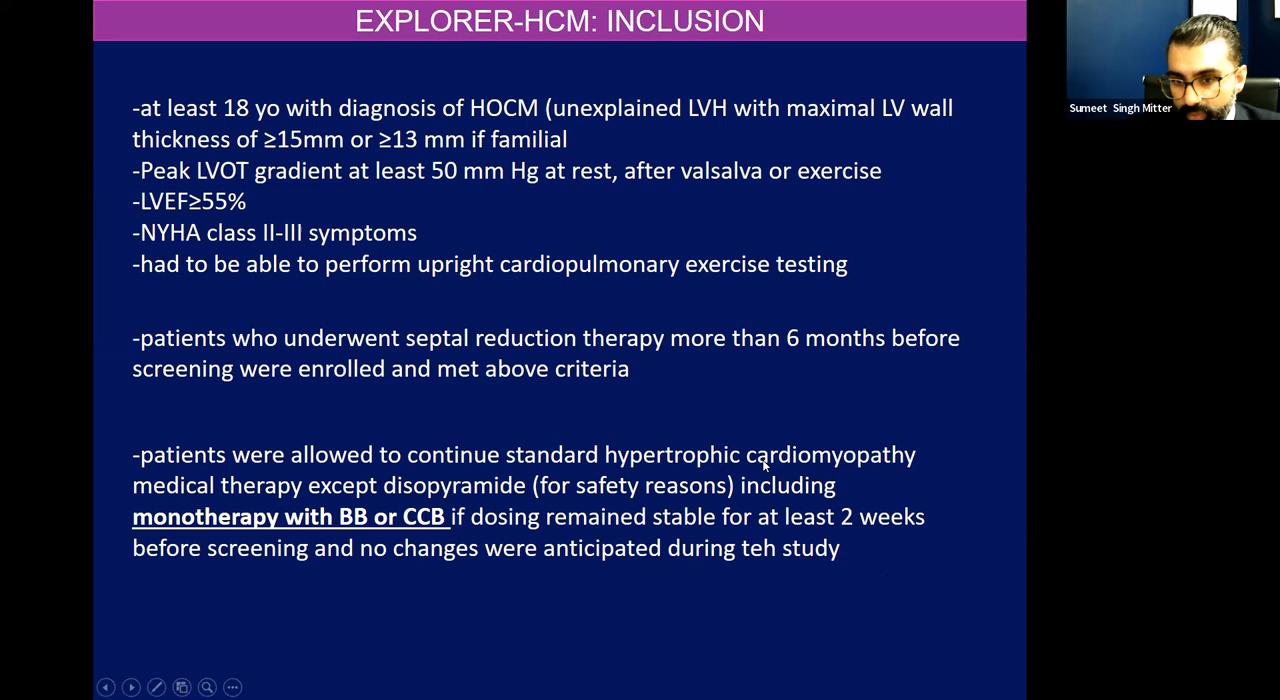 EXPLORER-HCM: INCLUSION
Sumeet Singh Mitter
-at least 18 yo with diagnosis of HOCM (unexplained LVH with maximal LV wall
thickness of ≥15mm or ≥13 mm if familial
-Peak LVOT gradient at least 50 mm Hg at rest, after valsalva or exercise
-LVEF≥55%
-NYHA class II-III symptoms
-had to be able to perform upright cardiopulmonary exercise testing
-patients who underwent septal reduction therapy more than 6 months before
screening were enrolled and met above criteria
-patients were allowed to continue standard hypertrophic cardiomyopathy
medical therapy except disopyramide (for safety reasons) including
monotherapy with BB or CCB if dosing remained stable for at least 2 weeks
before screening and no changes were anticipated during teh study